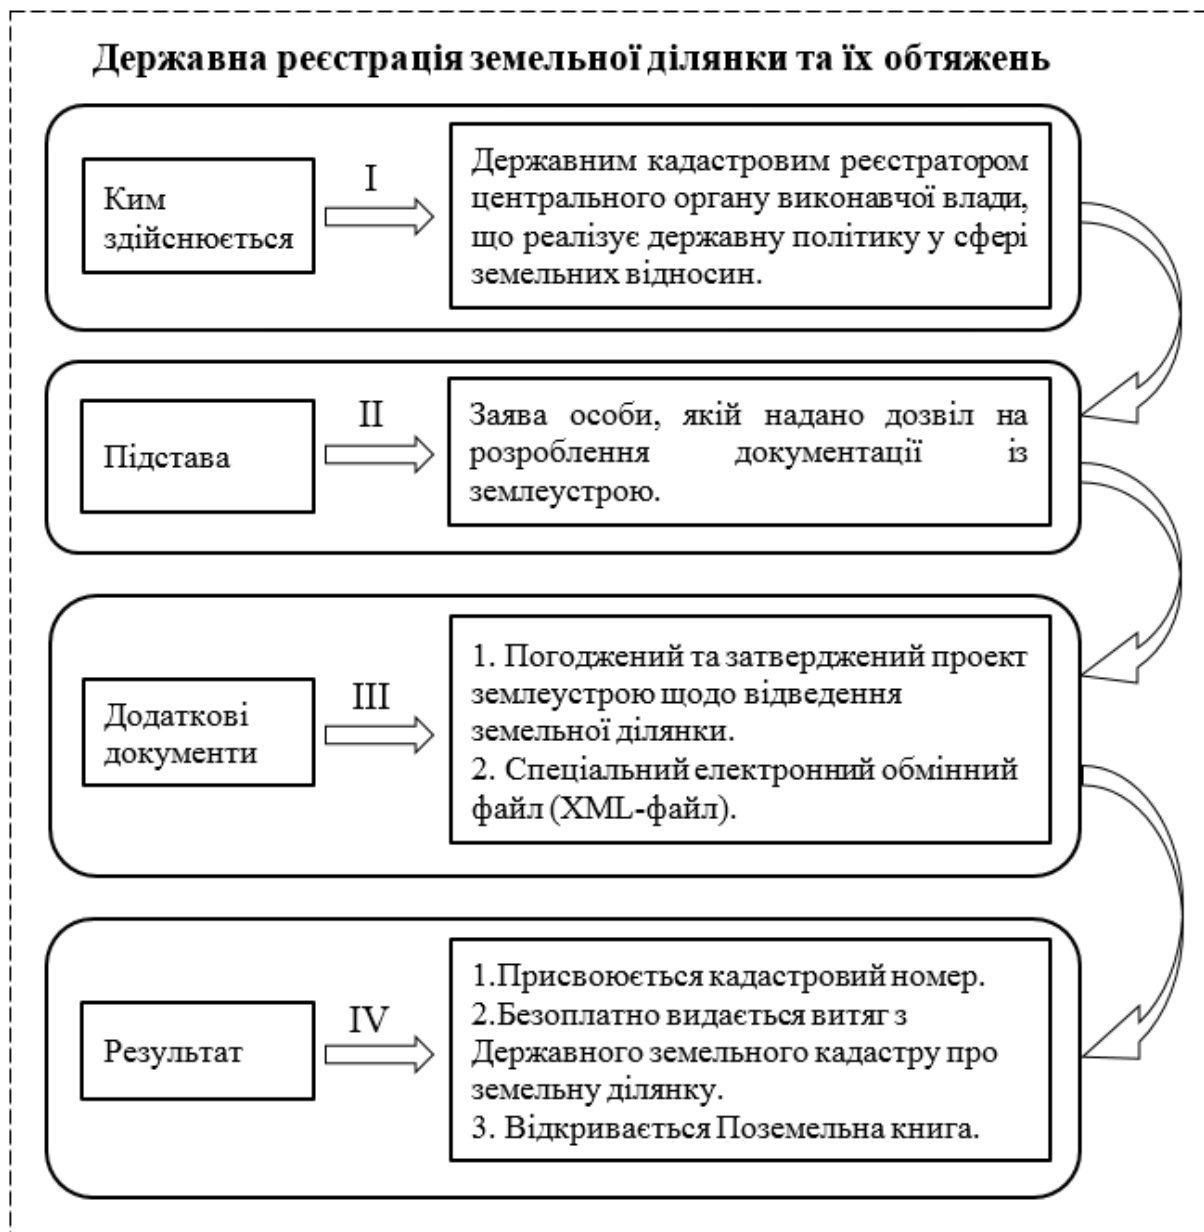 Державна реєстрація земельної ділянки та їх обтяжень
Ким
здійснюється
I
Державним кадастровим реєстратором
центрального органу виконавчої влади,
що реалізує державну політику у сфері
земельних відносин.
Підстава
II
Заява особи, якій надано дозвіл на
розроблення документації із
землеустрою.
Додаткові
документи
III
1. Погоджений та затверджений проект
землеустрою щодо відведення
земельної ділянки.
2. Спеціальний електронний обмінний
файл (XML-файл).
Результат
IV
1.Присвоюється кадастровий номер.
2.Безоплатно видається витяг з
Державного земельного кадастру про
земельну ділянку.
3. Відкривається Поземельна книга.